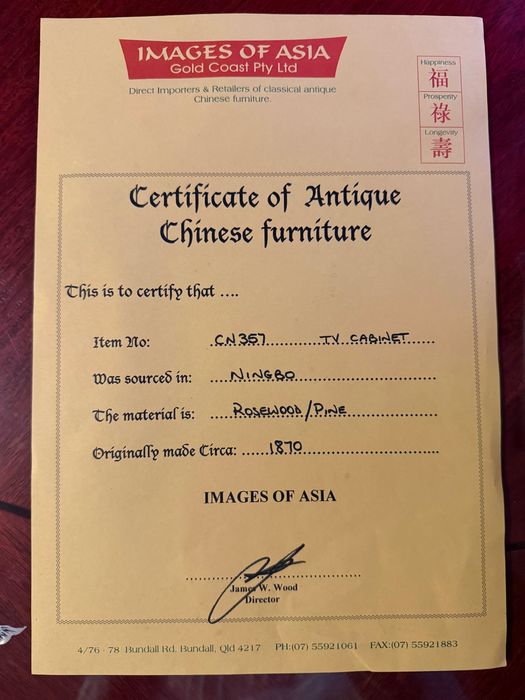 IMAGES OF ASIA
Gold Coast Pty Ltd
Direct Importers & Retailers of classical antique
Chinese furniture.
Happiness
福
Prosperity
祿
Longevity
壽
Certificate of Antique
Chinese furniture
This is to certify that ....
Item No: CN357 TV CABINET
Was sourced in: NINGBO
The material is: ROSEWOOD/PINE
Originally made Circa: 1870
IMAGES OF ASIA
James W. Wood
Director
4/76 - 78 Bundall Rd, Bundall, Qld 4217 PH:(07) 55921061 FAX:(07) 55921883